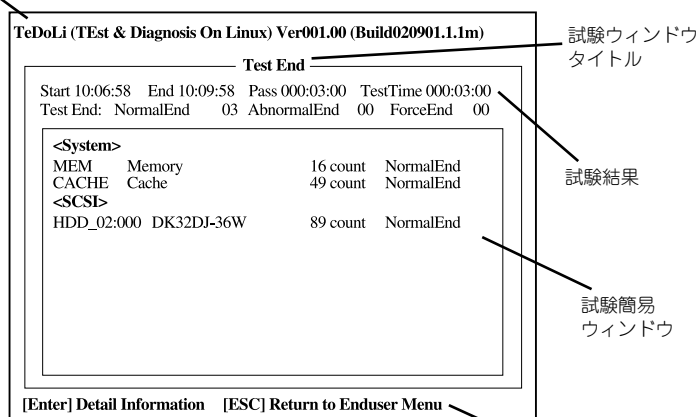 TeDoLi (TEst & Diagnosis On Linux) Ver001.00 (Build020901.1.1m)
試験ウィンドウ
タイトル
Test End
Start 10:06:58 End 10:09:58 Pass 000:03:00 TestTime 000:03:00
Test End: NormalEnd 03 AbnormalEnd 00 ForceEnd 00
<System>
MEM Memory 16 count NormalEnd
CACHE Cache 49 count NormalEnd
試験結果
<SCSI>
HDD_02:000 DK32DJ-36W 89 count NormalEnd
試験簡易
ウィンドウ
[Enter] Detail Information [ESC] Return to Enduser Menu